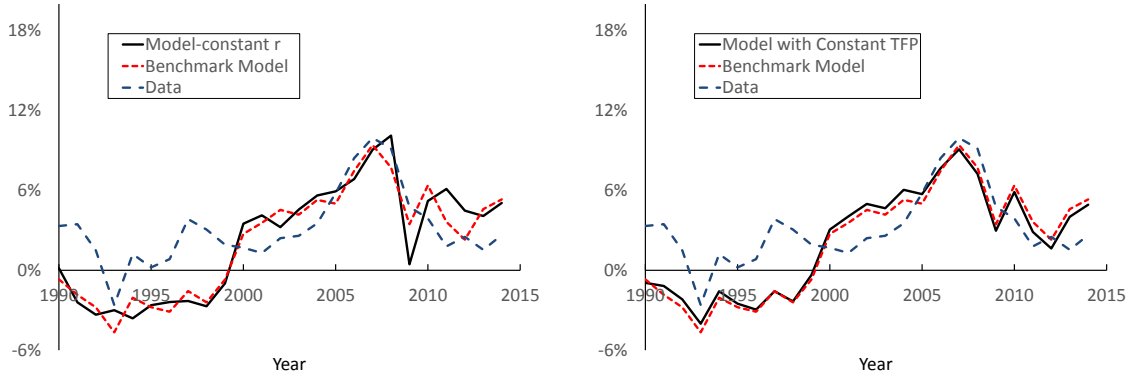 18%
12%
6%
0%
-6%
Model-constant r
Benchmark Model
Data
1990
1995
2000
2005
2010
2015
Year
18%
12%
6%
0%
-6%
Model with Constant TFP
Benchmark Model
Data
1990
1995
2000
2005
2010
2015
Year